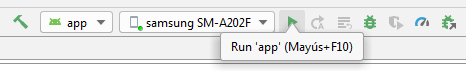 app
samsung SM-A202F
Run 'app' (Mayús+F10)